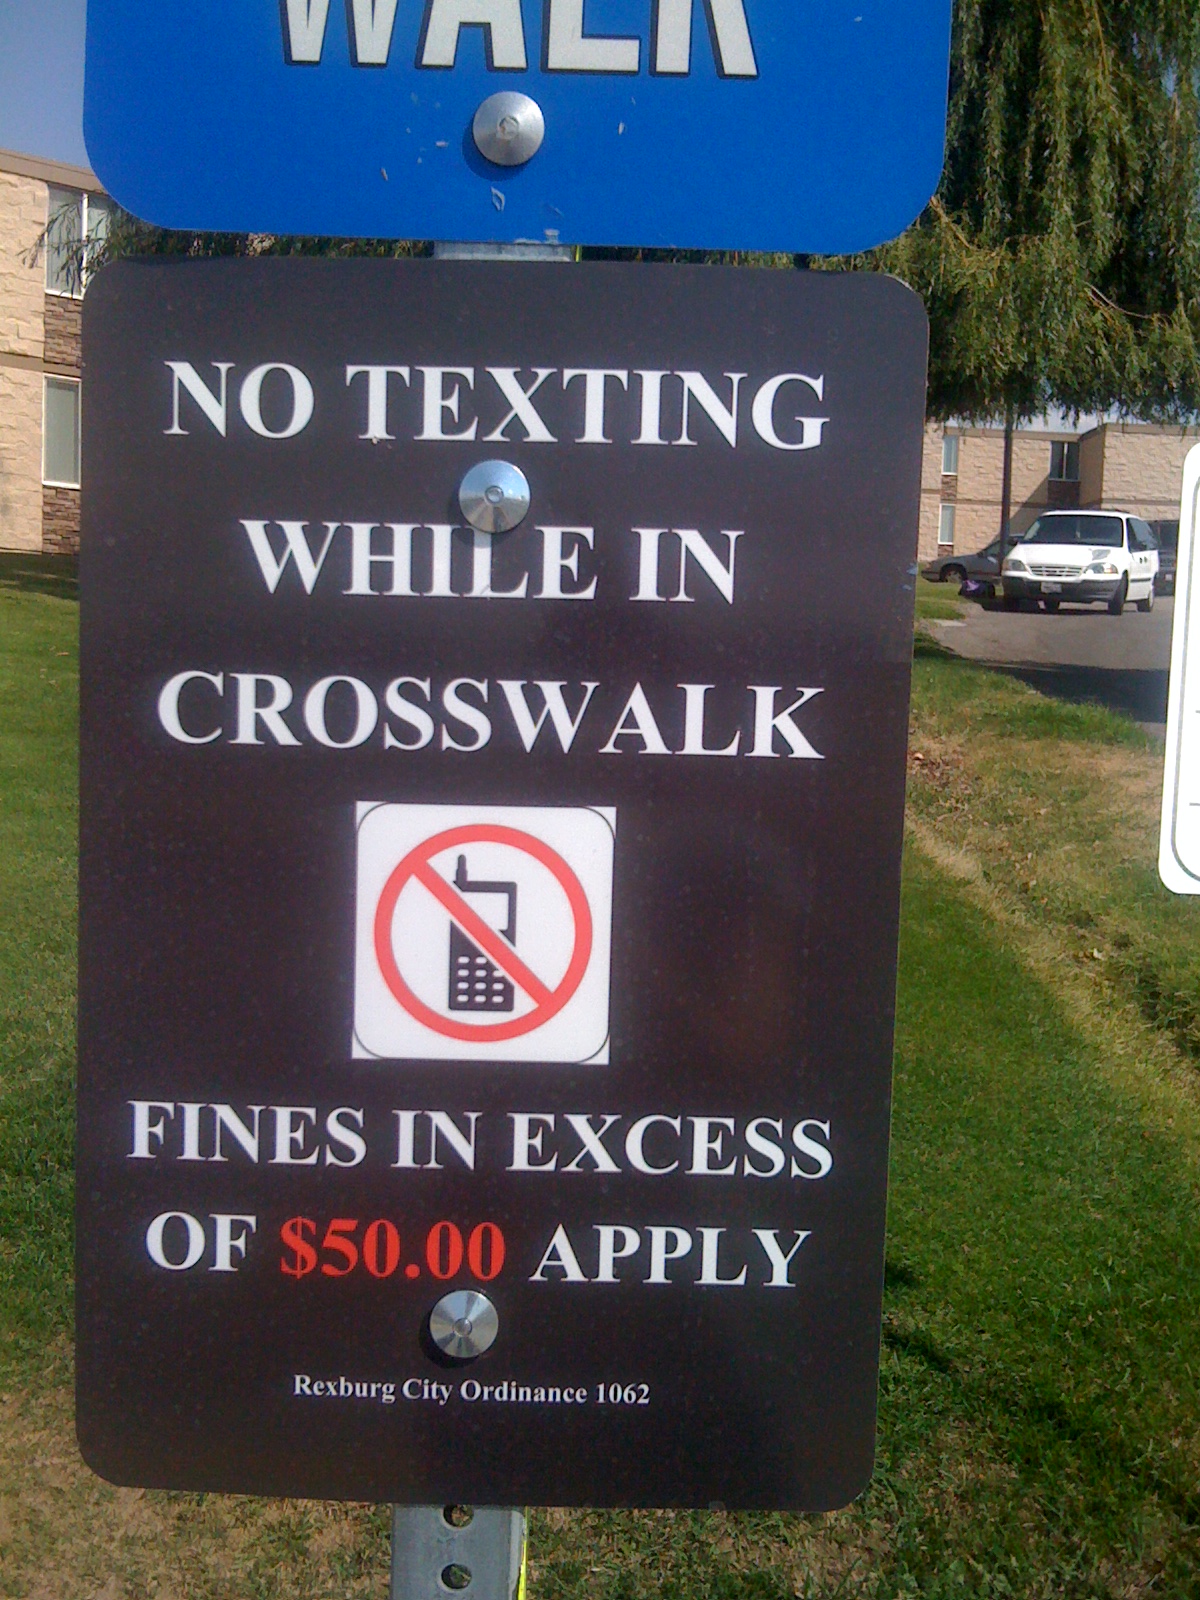 WALK
NO TEXTING
WHILE IN
CROSSWALK
FINES IN EXCESS
OF $50.00 APPLY
Rexburg City Ordinance 1062